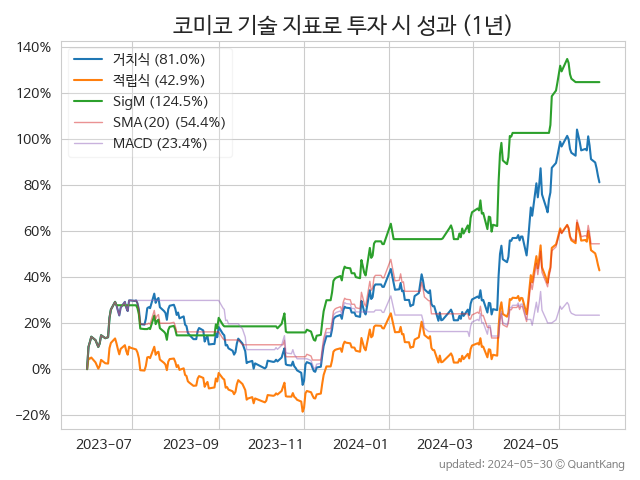 코미코 기술 지표로 투자 시 성과 (1년)
140%
120%
100%
80%
60%
40%
20%
0%
−20%
거치식 (81.0%)
적립식 (42.9%)
SigM (124.5%)
SMA(20) (54.4%)
MACD (23.4%)
2023-07 2023-09 2023-11 2024-01 2024-03 2024-05
updated: 2024-05-30 © QuantKang